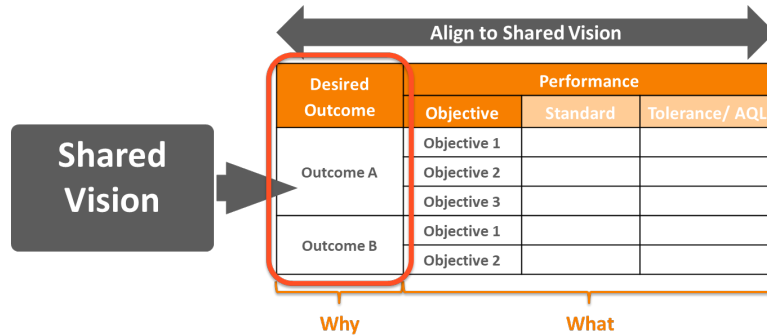 Align to Shared Vision
Shared
Vision
Desired
Outcome
Performance
Objective
Standard
Tolerance/ AQL
Outcome A
Objective 1
Objective 2
Objective 3
Outcome B
Objective 1
Objective 2
Why
What